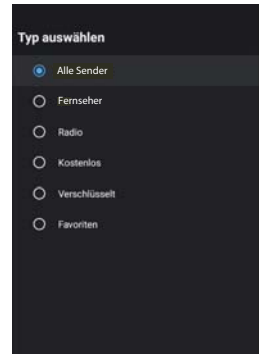 Typ auswählen
Alle Sender
Fernseher
Radio
Kostenlos
Verschlüsselt
Favoriten